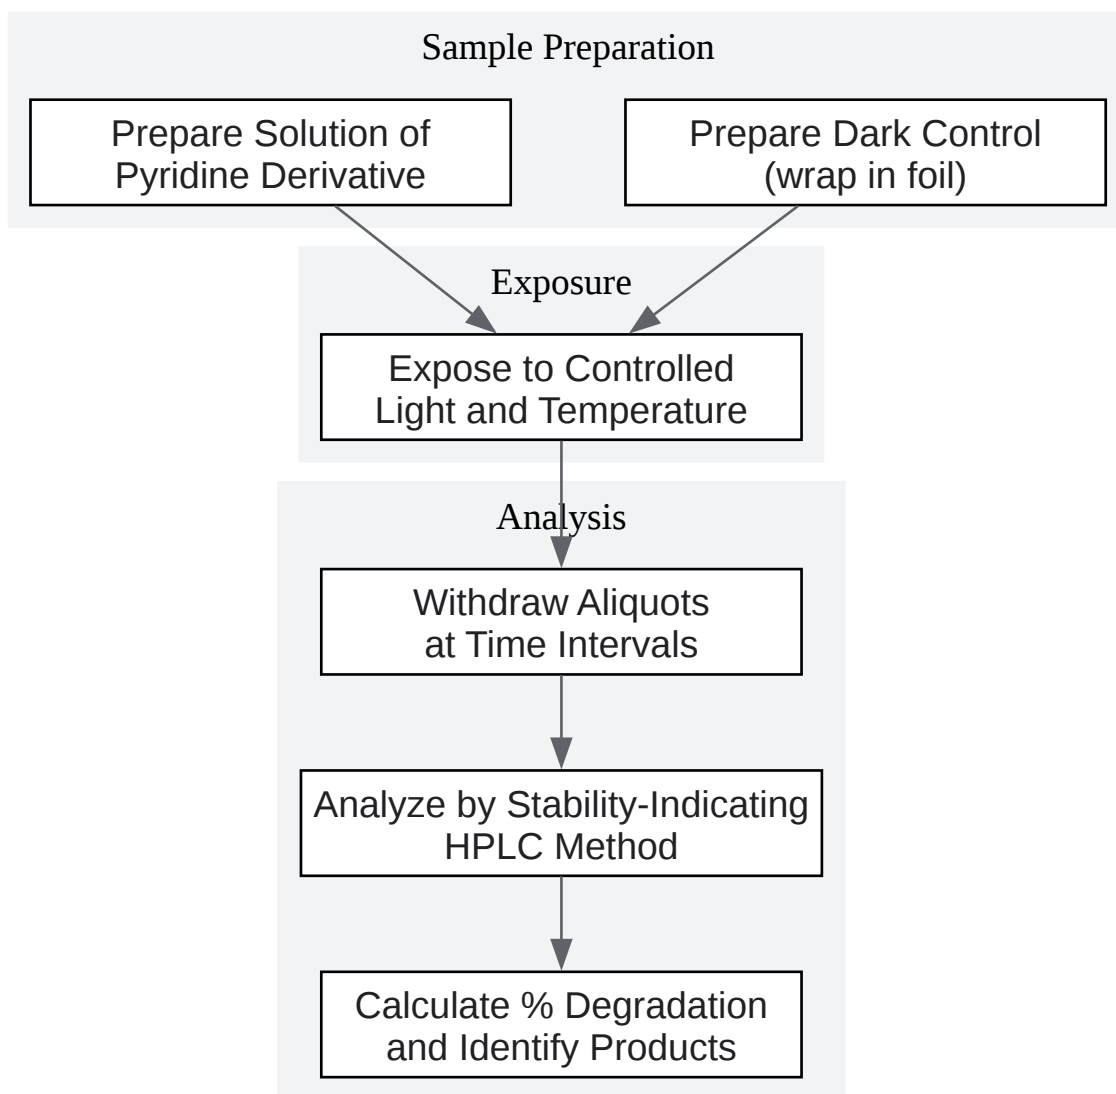 Sample Preparation
Prepare Solution of
Pyridine Derivative
Prepare Dark Control
(wrap in foil)
Exposure
Expose to Controlled
Light and Temperature
Analysis
Withdraw Aliquots
at Time Intervals
Analyze by Stability-Indicating
HPLC Method
Calculate % Degradation
and Identify Products